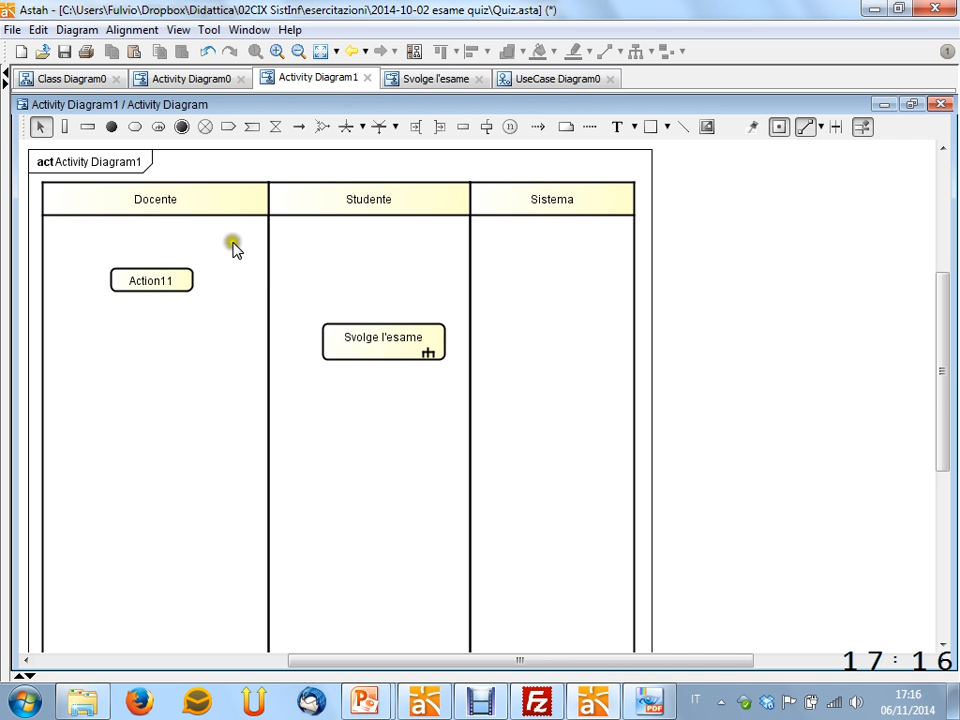 Astah - [C:\Users\Fulvio\Dropbox\Didattica\02CIX SistInf\esercitazioni\2014-10-02 esame quiz\Quiz.asta] (*)
File Edit Diagram Alignment View Tool Window Help
Class Diagram0 Activity Diagram0 Activity Diagram1 Svolge l'esame UseCase Diagram0
Activity Diagram1 / Activity Diagram
act Activity Diagram1
Docente Studente Sistema
Action11
Svolge l'esame
17:16
IT 17:16
06/11/2014